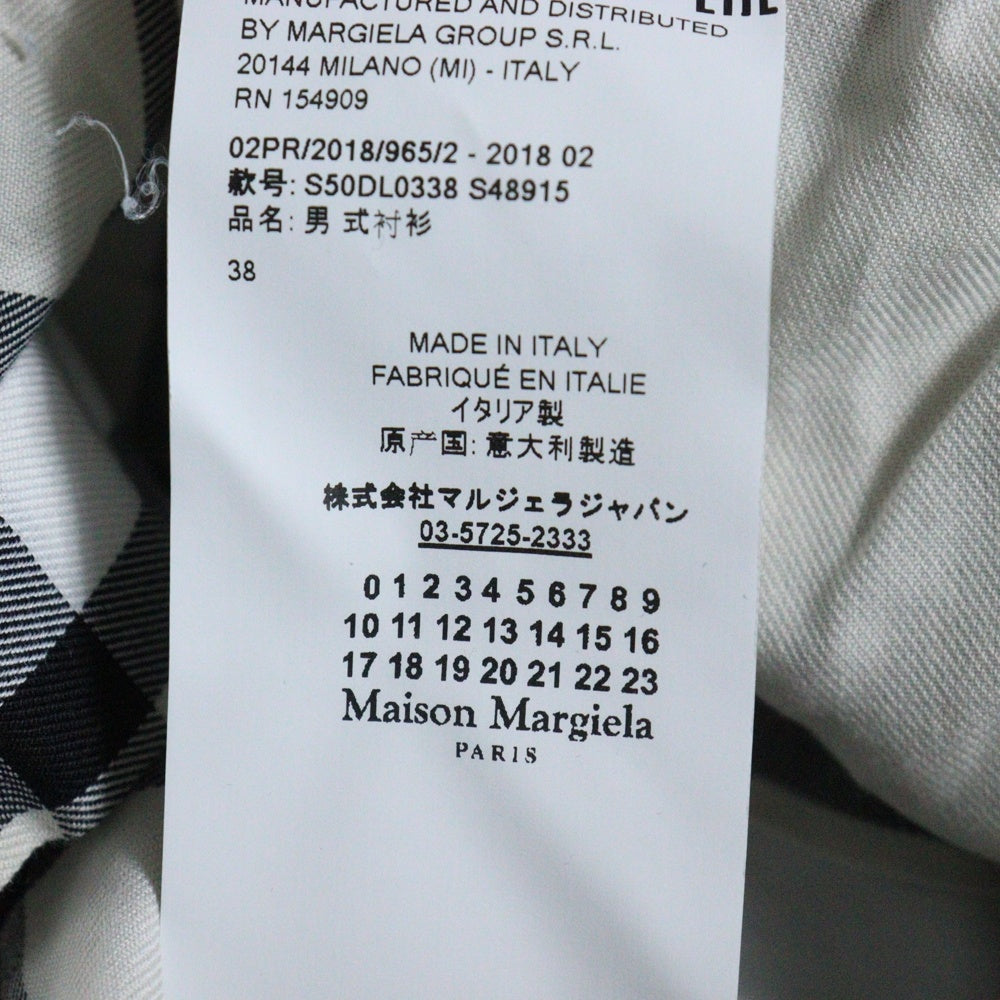 MANUFACTURED AND DISTRIBUTED
BY MARGIELA GROUP S.R.L.
20144 MILANO (MI) - ITALY
RN 154909
02PR/2018/965/2 - 2018 02
款号: S50DL0338 S48915
品名: 男式衬衫
38
MADE IN ITALY
FABRIQUÉ EN ITALIE
イタリア製
原产国: 意大利製造
株式会社マルジェラジャパン
03-5725-2333
0 1 2 3 4 5 6 7 8 9
10 11 12 13 14 15 16
17 18 19 20 21 22 23
Maison Margiela
PARIS